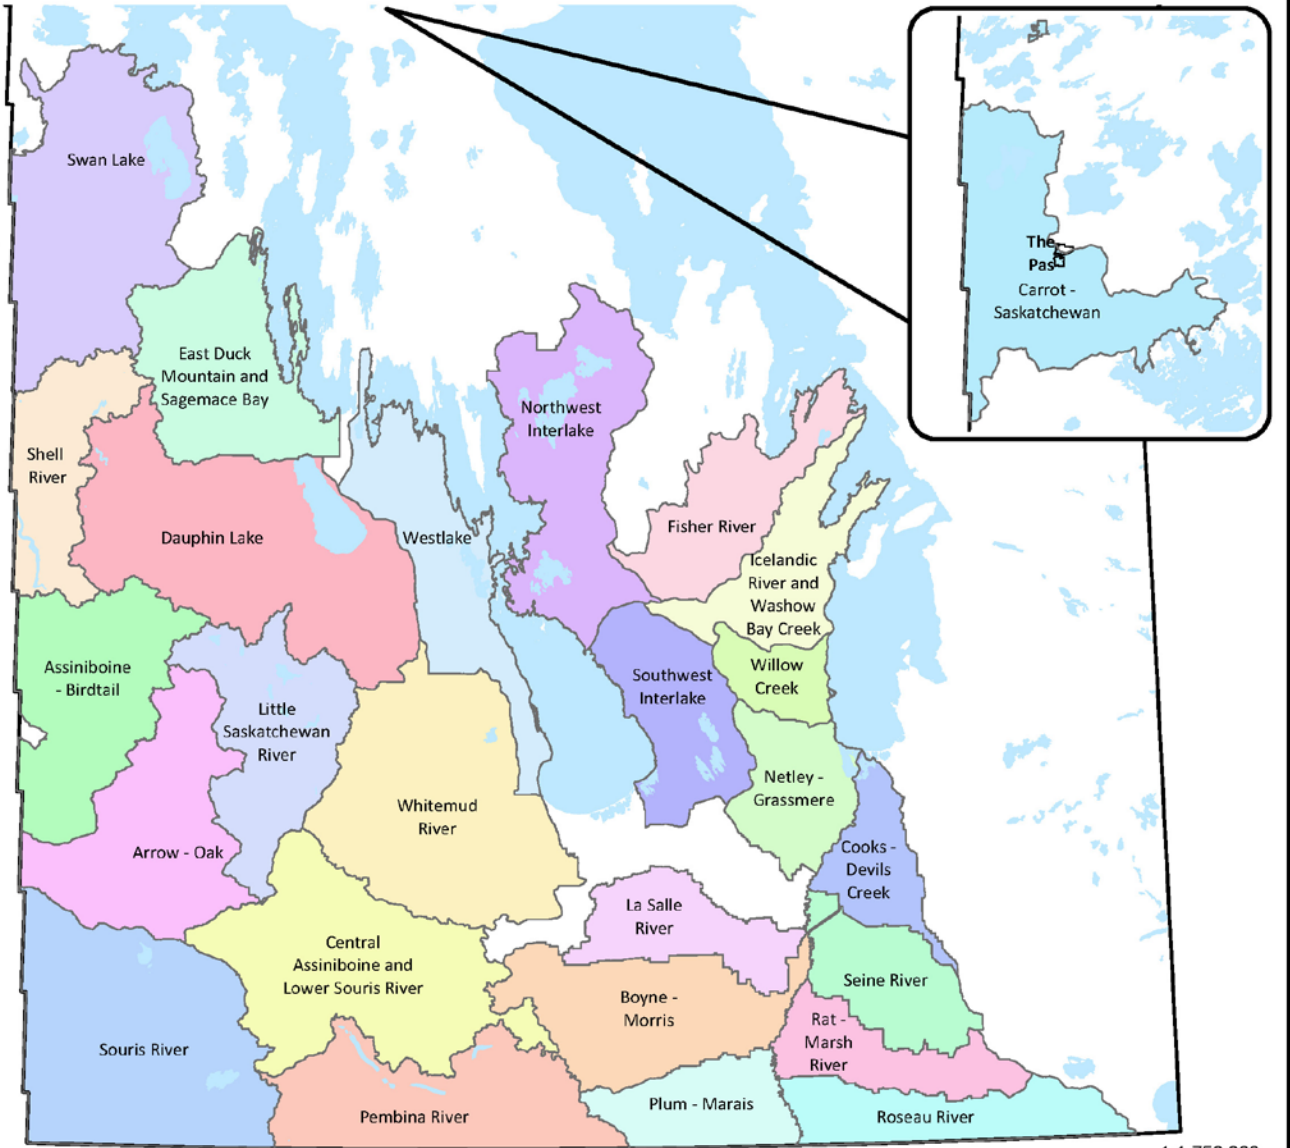 Swan Lake
The
Pas
Carrot -
Saskatchewan
East Duck
Mountain and
Sagemace Bay
Northwest
Interlake
Shell
River
Dauphin Lake
Westlake
Fisher River
Icelandic
River and
Washow
Bay Creek
Assiniboine
- Birdtail
Southwest
Interlake
Willow
Creek
Little
Saskatchewan
River
Netley -
Grassmere
Whitemud
River
Arrow - Oak
Cooks -
Devils
Creek
La Salle
River
Central
Assiniboine and
Lower Souris River
Seine River
Boyne -
Morris
Rat -
Marsh
River
Souris River
Pembina River
Plum - Marais
Roseau River